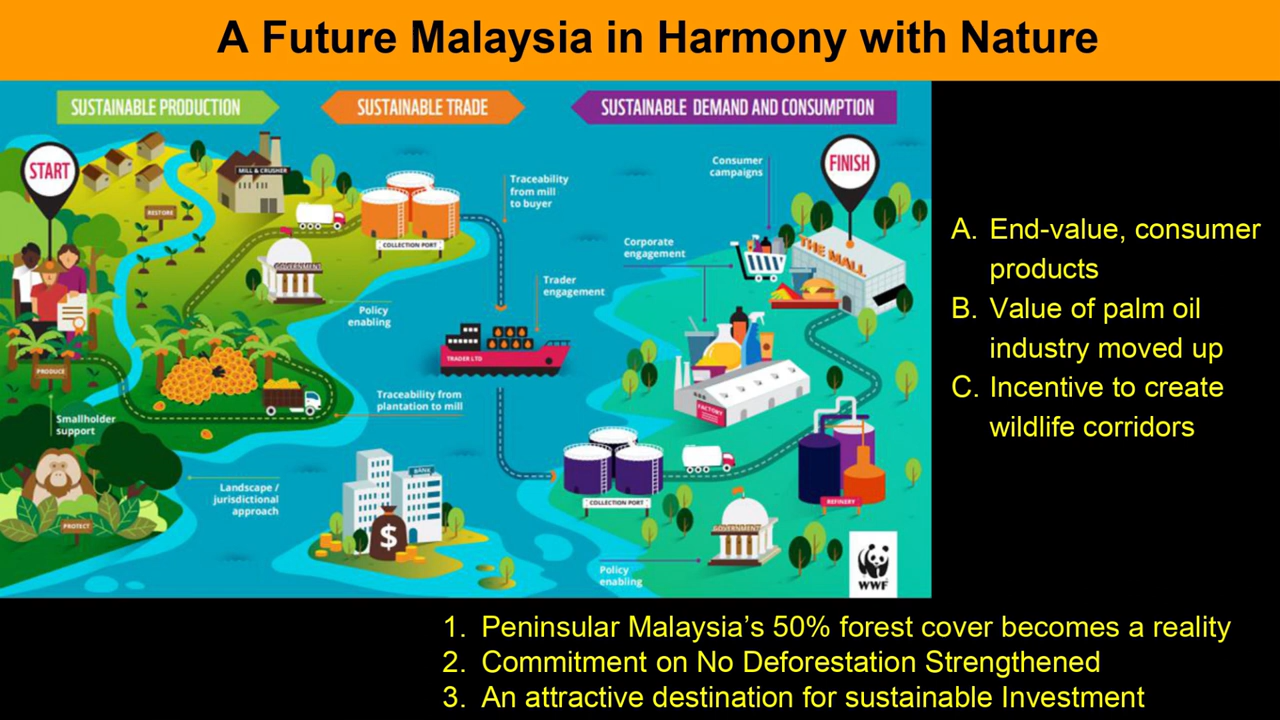 A Future Malaysia in Harmony with Nature
SUSTAINABLE PRODUCTION
SUSTAINABLE TRADE
SUSTAINABLE DEMAND AND CONSUMPTION
START
MILL & CRUSHER
RESTORE
COLLECTION PORT
GOVERNMENT
Policy
enabling
PRODUCE
Smallholder
support
Traceability from
plantation to mill
Landscape /
jurisdictional
approach
PROTECT
BANK
$
Traceability
from mill
to buyer
Trader
engagement
TRADER LTD
Consumer
campaigns
FINISH
Corporate
engagement
THE MALL
FACTORY
COLLECTION PORT
REFINERY
GOVERNMENT
Policy
enabling
WWF
A. End-value, consumer
products
B. Value of palm oil
industry moved up
C. Incentive to create
wildlife corridors
1. Peninsular Malaysia’s 50% forest cover becomes a reality
2. Commitment on No Deforestation Strengthened
3. An attractive destination for sustainable Investment